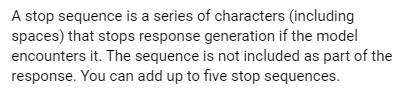 A stop sequence is a series of characters (including
spaces) that stops response generation if the model
encounters it. The sequence is not included as part of the
response. You can add up to five stop sequences.